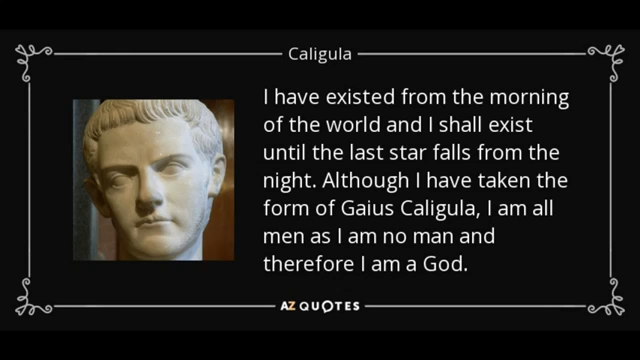 Caligula
I have existed from the morning
of the world and I shall exist
until the last star falls from the
night. Although I have taken the
form of Gaius Caligula, I am all
men as I am no man and
therefore I am a God.
AZ QUOTES